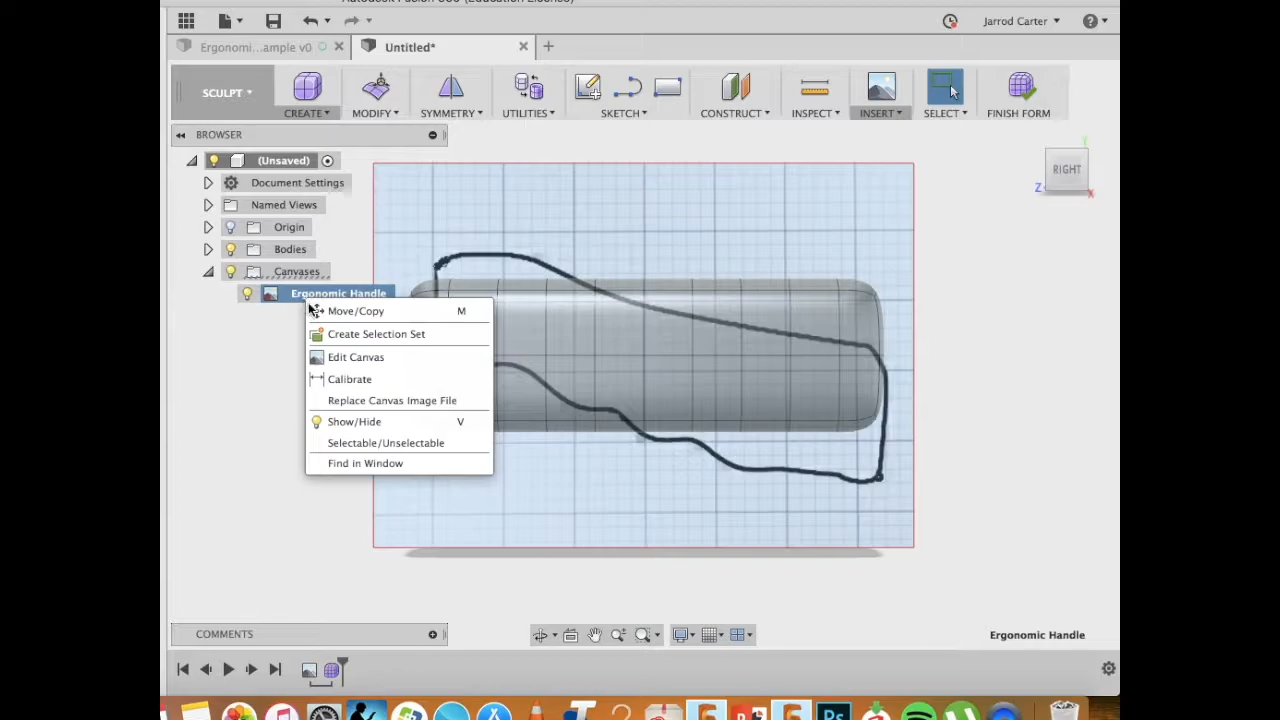 Autodesk Fusion 360 (Education License)
Jarrod Carter
Ergonomi...ample v0
Untitled*
SCULPT
CREATE MODIFY SYMMETRY UTILITIES SKETCH CONSTRUCT INSPECT INSERT SELECT FINISH FORM
BROWSER
(Unsaved)
Document Settings
Named Views
Origin
Bodies
Canvases
Ergonomic Handle
Move/Copy M
Create Selection Set
Edit Canvas
Calibrate
Replace Canvas Image File
Show/Hide V
Selectable/Unselectable
Find in Window
Y
RIGHT
Z
X
COMMENTS
Ergonomic Handle
Ps